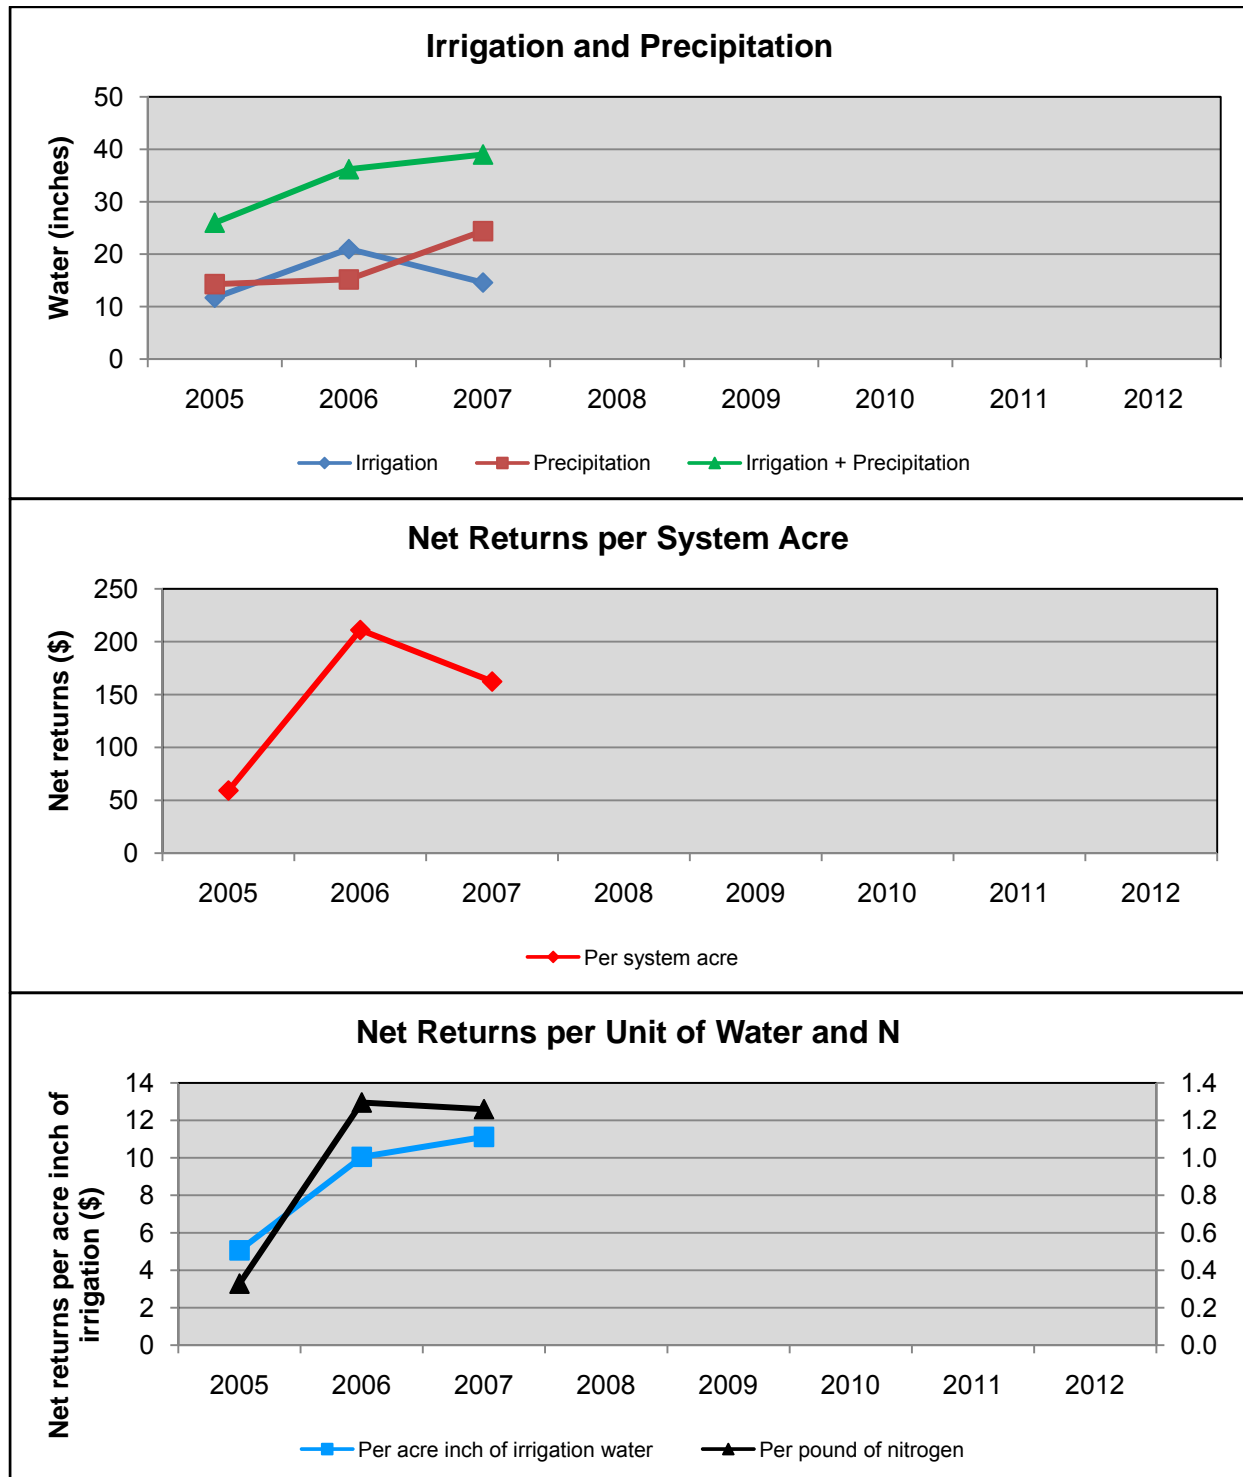 Irrigation and Precipitation
Water (inches)
50
40
30
20
10
0
2005 2006 2007 2008 2009 2010 2011 2012
Irrigation Precipitation Irrigation + Precipitation
Net Returns per System Acre
Net returns ($)
250
200
150
100
50
0
2005 2006 2007 2008 2009 2010 2011 2012
Per system acre
Net Returns per Unit of Water and N
Net returns per acre inch of
irrigation ($)
14 1.4
12 1.2
10 1.0
8 0.8
6 0.6
4 0.4
2 0.2
0 0.0
2005 2006 2007 2008 2009 2010 2011 2012
Per acre inch of irrigation water Per pound of nitrogen